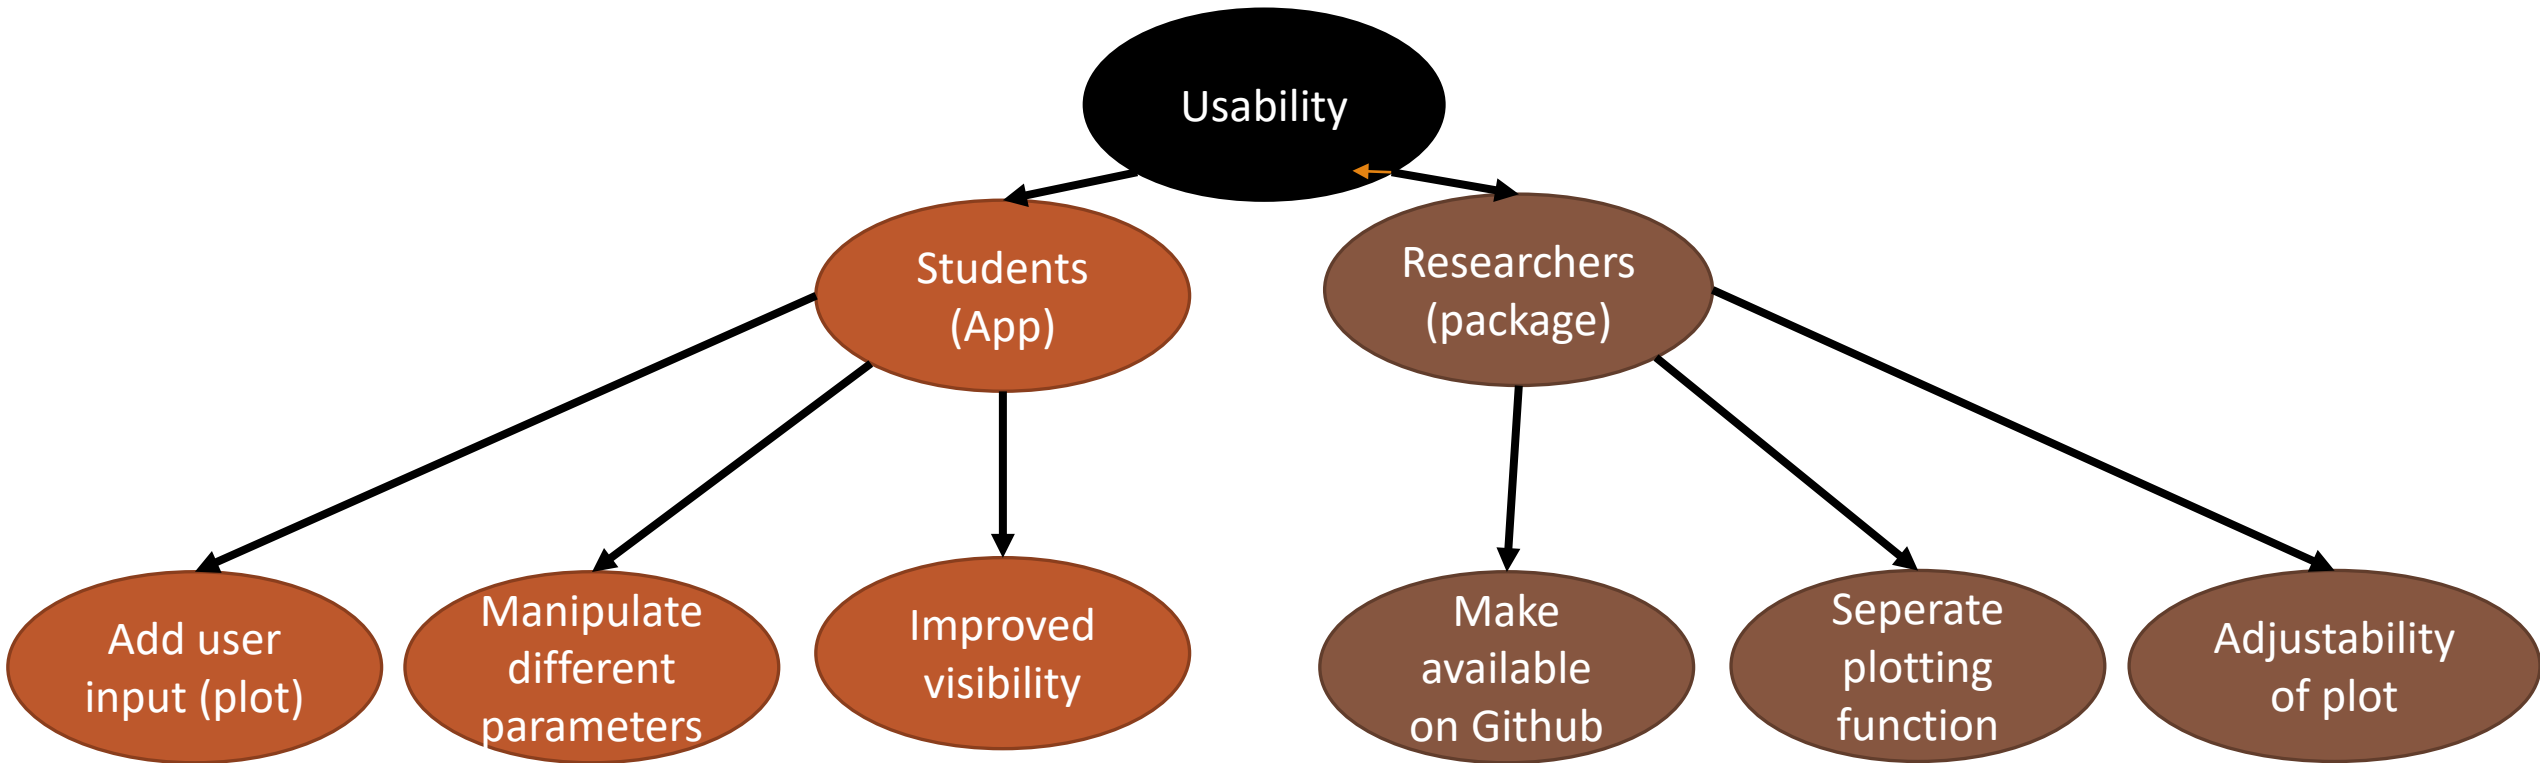 Usability
Students
(App)
Researchers
(package)
Add user
input (plot)
Manipulate
different
parameters
Improved
visibility
Make
available
on Github
Seperate
plotting
function
Adjustability
of plot